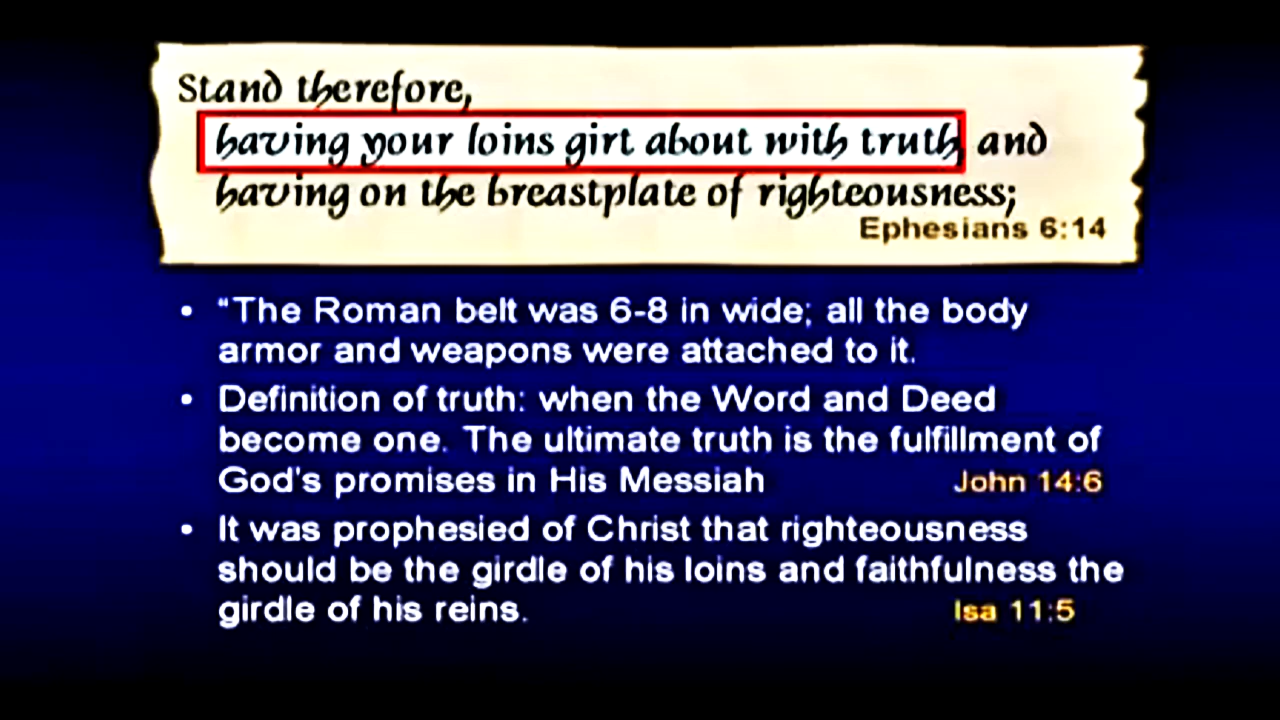 Stand therefore,
having your loins girt about with truth, and
having on the breastplate of righteousness;
Ephesians 6:14
• "The Roman belt was 6-8 in wide; all the body
armor and weapons were attached to it.
• Definition of truth: when the Word and Deed
become one. The ultimate truth is the fulfillment of
God's promises in His Messiah John 14:6
• It was prophesied of Christ that righteousness
should be the girdle of his loins and faithfulness the
girdle of his reins. Isa 11:5